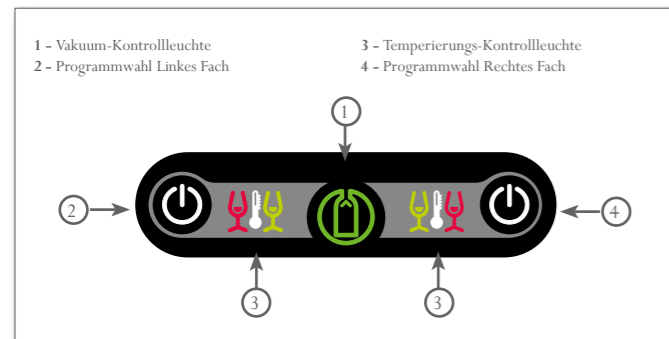 1 - Vakuum-Kontrollleuchte
2 - Programmwahl Linkes Fach
3 - Temperierungs-Kontrollleuchte
4 - Programmwahl Rechtes Fach
1
2
4
3
3